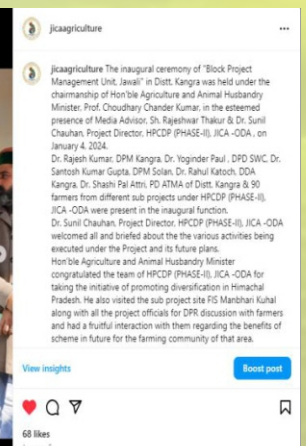 jicaagriculture
jicaagriculture The inaugural ceremony of "Block Project
Management Unit, Jawali" in Distt. Kangra was held under the
chairmanship of Hon'ble Agriculture and Animal Husbandry
Minister, Prof. Choudhary Chander Kumar, in the esteemed
presence of Media Advisor, Sh. Rajeshwar Thakur & Dr. Sunil
Chauhan, Project Director, HPCDP (PHASE-II), JICA -ODA , on
January 4, 2024.
Dr. Rajesh Kumar, DPM Kangra, Dr. Yoginder Paul , DPD SWC, Dr.
Santosh Kumar Gupta, DPM Solan, Dr. Rahul Katoch, DDA
Kangra, Dr. Shashi Pal Attri, PD ATMA of Distt. Kangra & 90
farmers from different sub projects under HPCDP (PHASE-II),
JICA -ODA were present in the inaugural function.
Dr. Sunil Chauhan, Project Director, HPCDP (PHASE-II), JICA -ODA
welcomed all and briefed about the the various activities being
executed under the Project and its future plans.
Hon'ble Agriculture and Animal Husbandry Minister
congratulated the team of HPCDP (PHASE-II), JICA -ODA for
taking the initiative of promoting diversification in Himachal
Pradesh. He also visited the sub project site FIS Manbhari Kuhal
along with all the project officials for DPR discussion with farmers
and had a fruitful interaction with them regarding the benefits of
scheme in future for the farming community of that area.
View insights
Boost post
68 likes